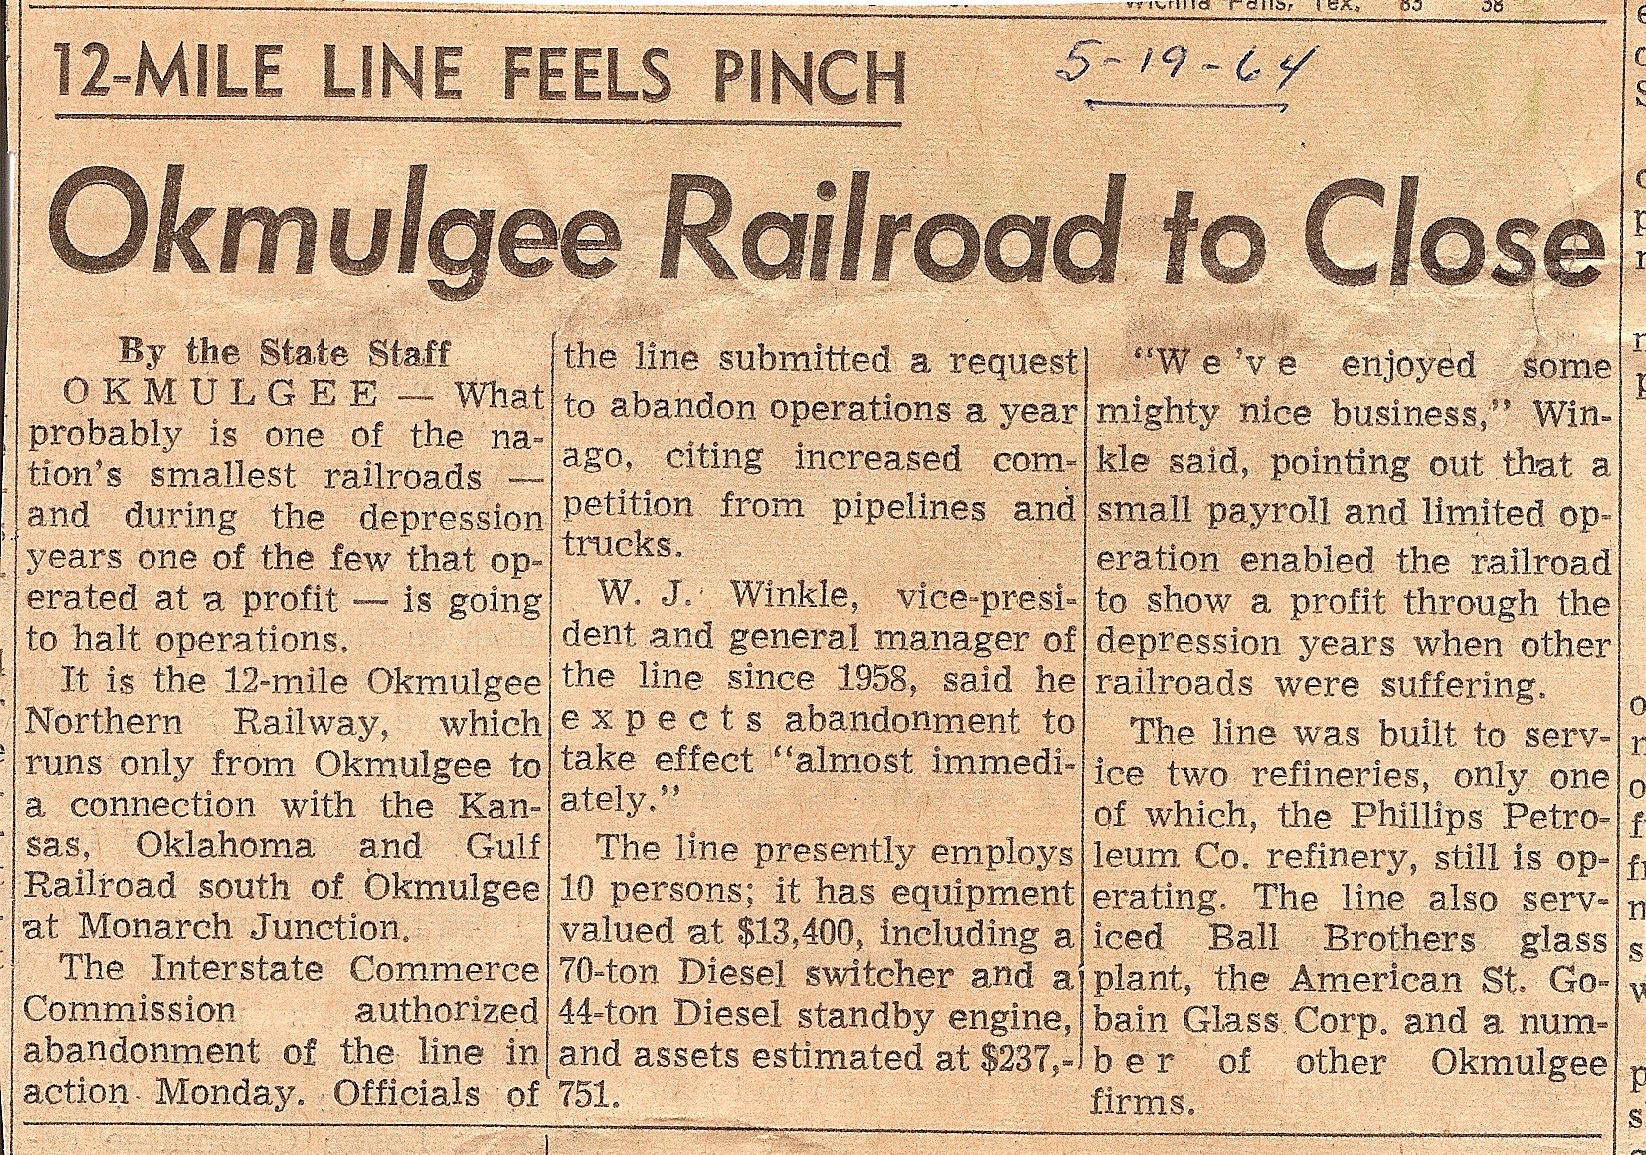 Wichita Falls, Tex. 85 58
12-MILE LINE FEELS PINCH
5-19-64
Okmulgee Railroad to Close
By the State Staff
OKMULGEE — What
probably is one of the na-
tion's smallest railroads —
and during the depression
years one of the few that op-
erated at a profit — is going
to halt operations.
It is the 12-mile Okmulgee
Northern Railway, which
runs only from Okmulgee to
a connection with the Kan-
sas, Oklahoma and Gulf
Railroad south of Okmulgee
at Monarch Junction.
The Interstate Commerce
Commission authorized
abandonment of the line in
action Monday. Officials of
the line submitted a request
to abandon operations a year
ago, citing increased com-
petition from pipelines and
trucks.
W. J. Winkle, vice-presi-
dent and general manager of
the line since 1958, said he
expects abandonment to
take effect "almost immedi-
ately."
The line presently employs
10 persons; it has equipment
valued at $13,400, including a
70-ton Diesel switcher and a
44-ton Diesel standby engine,
and assets estimated at $237,-
751.
"We've enjoyed some
mighty nice business," Win-
kle said, pointing out that a
small payroll and limited op-
eration enabled the railroad
to show a profit through the
depression years when other
railroads were suffering.
The line was built to serv-
ice two refineries, only one
of which, the Phillips Petro-
leum Co. refinery, still is op-
erating. The line also serv-
iced Ball Brothers glass
plant, the American St. Go-
bain Glass Corp. and a num-
ber of other Okmulgee
firms.